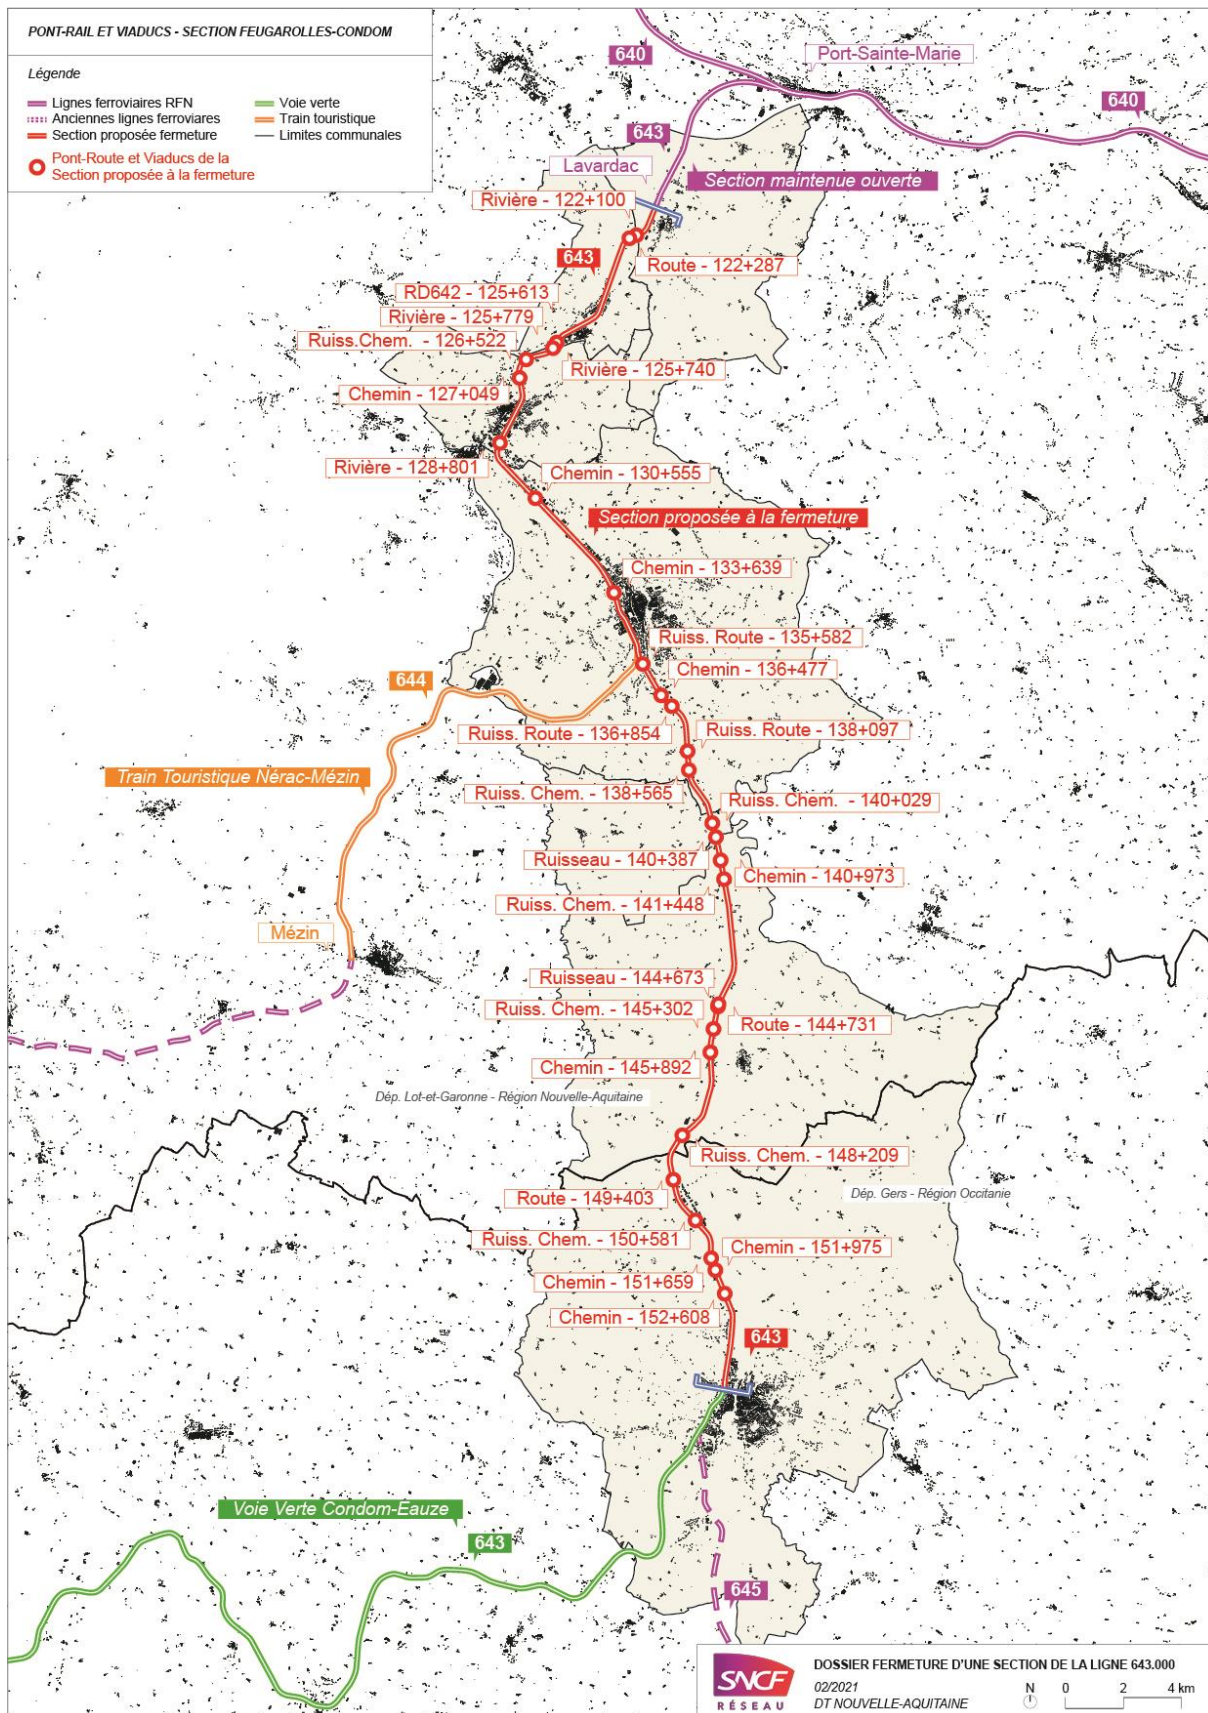 PONT-RAIL ET VIADUCS - SECTION FEUGAROLLES-CONDOM
Légende
Lignes ferroviaires RFN
Anciennes lignes ferroviares
Section proposée fermeture
Pont-Route et Viaducs de la
Section proposée à la fermeture
Voie verte
Train touristique
Limites communales
640
Port-Sainte-Marie
640
643
Lavardac
Section maintenue ouverte
Rivière - 122+100
643
Route - 122+287
RD642 - 125+613
Rivière - 125+779
Ruiss.Chem. - 126+522
Rivière - 125+740
Chemin - 127+049
Rivière - 128+801
Chemin - 130+555
Section proposée à la fermeture
Chemin - 133+639
Ruiss. Route - 135+582
Chemin - 136+477
644
Ruiss. Route - 136+854
Ruiss. Route - 138+097
Train Touristique Nérac-Mézin
Ruiss. Chem. - 138+565
Ruiss. Chem. - 140+029
Ruisseau - 140+387
Chemin - 140+973
Ruiss. Chem. - 141+448
Mézin
Ruisseau - 144+673
Ruiss. Chem. - 145+302
Route - 144+731
Chemin - 145+892
Dép. Lot-et-Garonne - Région Nouvelle-Aquitaine
Ruiss. Chem. - 148+209
Route - 149+403
Dép. Gers - Région Occitanie
Ruiss. Chem. - 150+581
Chemin - 151+975
Chemin - 151+659
Chemin - 152+608
643
Voie Verte Condom-Eauze
643
645
SNCF
RÉSEAU
DOSSIER FERMETURE D'UNE SECTION DE LA LIGNE 643.000
02/2021
DT NOUVELLE-AQUITAINE
N
0 2 4 km